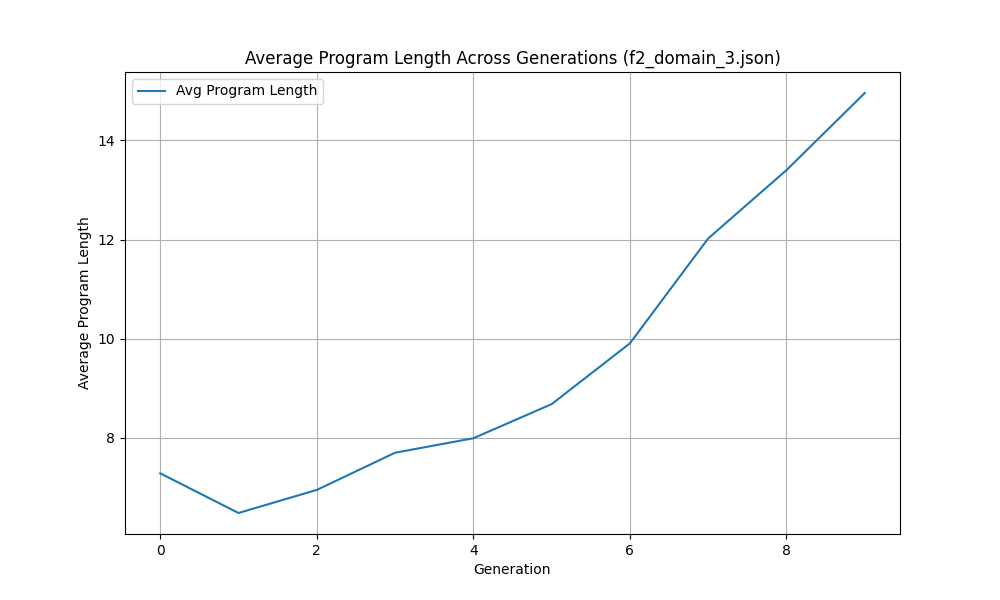 Average Program Length Across Generations (f2_domain_3.json)
Avg Program Length
14
12
10
8
Average Program Length
0 2 4 6 8
Generation